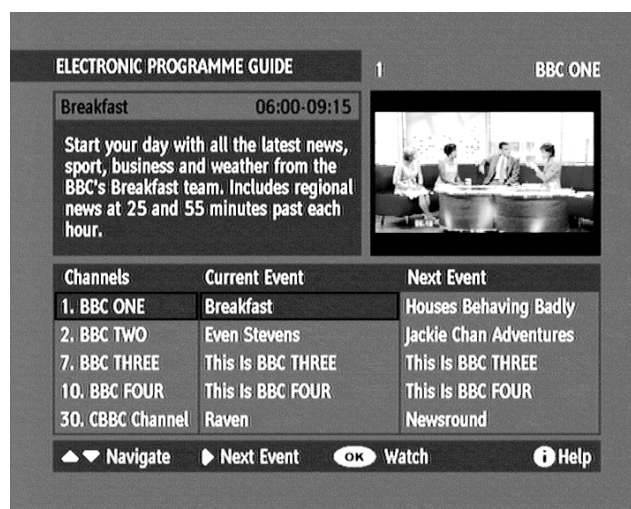 ELECTRONIC PROGRAMME GUIDE 1 BBC ONE
Breakfast 06:00-09:15
Start your day with all the latest news,
sport, business and weather from the
BBC's Breakfast team. Includes regional
news at 25 and 55 minutes past each
hour.
Channels Current Event Next Event
1. BBC ONE Breakfast Houses Behaving Badly
2. BBC TWO Even Stevens Jackie Chan Adventures
7. BBC THREE This Is BBC THREE This Is BBC THREE
10. BBC FOUR This Is BBC FOUR This Is BBC FOUR
30. CBBC Channel Raven Newsround
Navigate Next Event OK Watch i Help